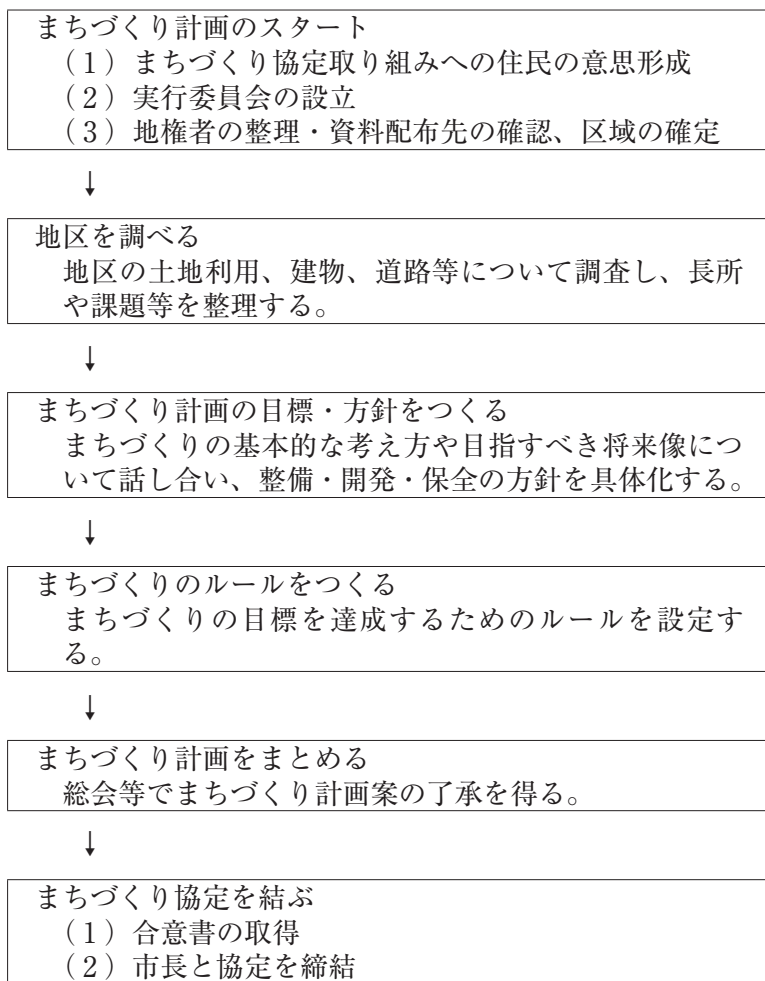 まちづくり計画のスタート
（１）まちづくり協定取り組みへの住民の意思形成
（２）実行委員会の設立
（３）地権者の整理・資料配布先の確認、区域の確定
↓
地区を調べる
地区の土地利用、建物、道路等について調査し、長所
や課題等を整理する。
↓
まちづくり計画の目標・方針をつくる
まちづくりの基本的な考え方や目指すべき将来像につ
いて話し合い、整備・開発・保全の方針を具体化する。
↓
まちづくりのルールをつくる
まちづくりの目標を達成するためのルールを設定す
る。
↓
まちづくり計画をまとめる
総会等でまちづくり計画案の了承を得る。
↓
まちづくり協定を結ぶ
（１）合意書の取得
（２）市長と協定を締結